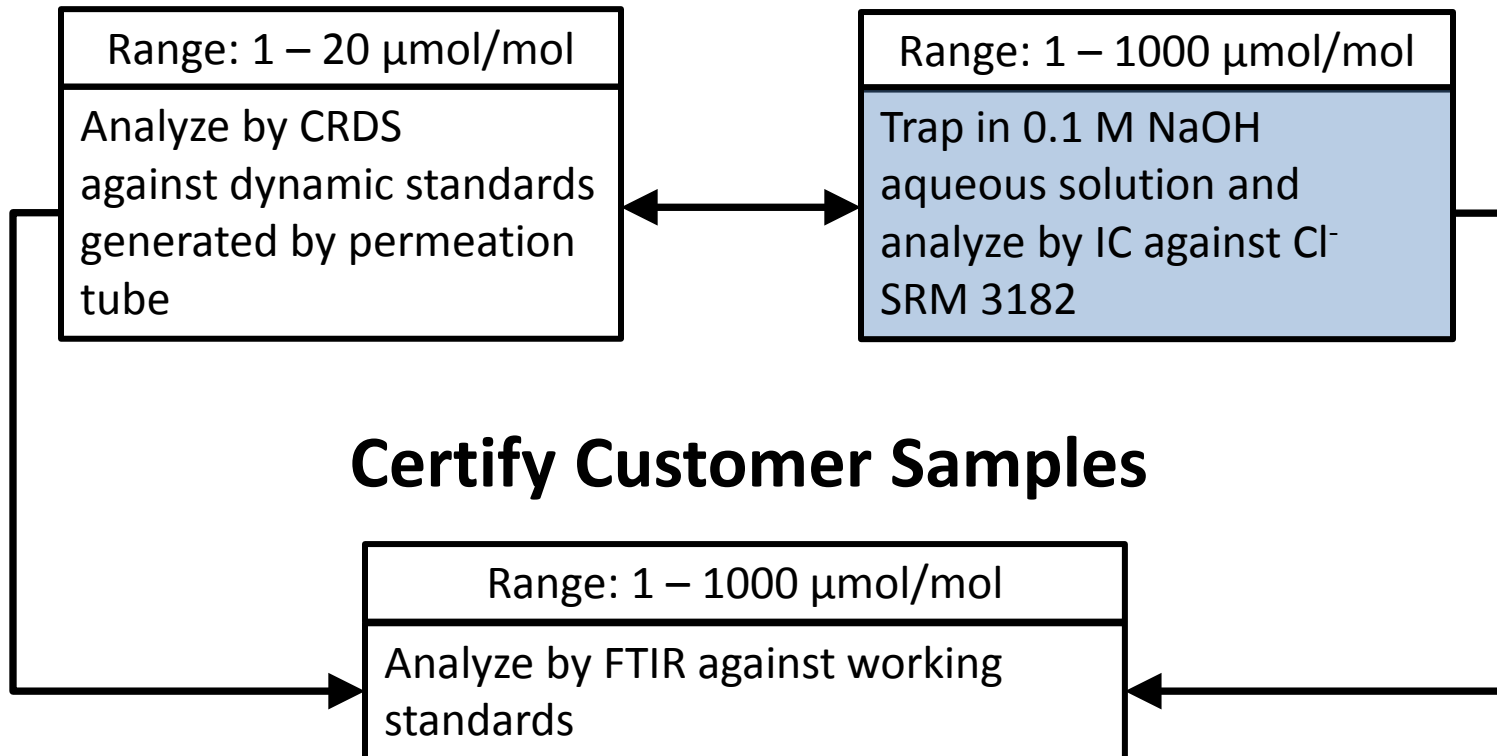 Range: 1 – 20 μmol/mol
Analyze by CRDS
against dynamic standards
generated by permeation
tube
Range: 1 – 1000 μmol/mol
Trap in 0.1 M NaOH
aqueous solution and
analyze by IC against Cl⁻
SRM 3182
Certify Customer Samples
Range: 1 – 1000 μmol/mol
Analyze by FTIR against working
standards